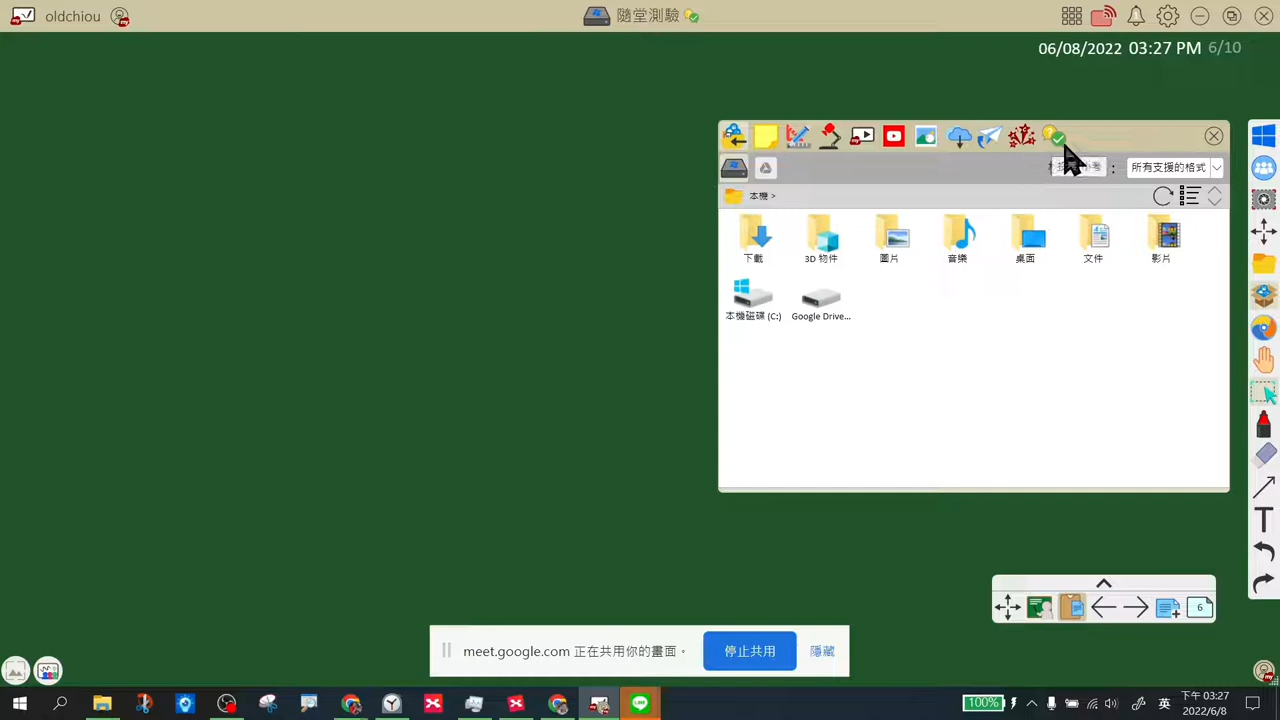 oldchiou
隨堂測驗
06/08/2022 03:27 PM 6/10
:
所有支援的格式
本機 >
下載
3D 物件
圖片
音樂
桌面
文件
影片
本機磁碟 (C:)
Google Drive...
6
meet.google.com 正在共用你的畫面。
停止共用
隱藏
100%
英
下午 03:27
2022/6/8